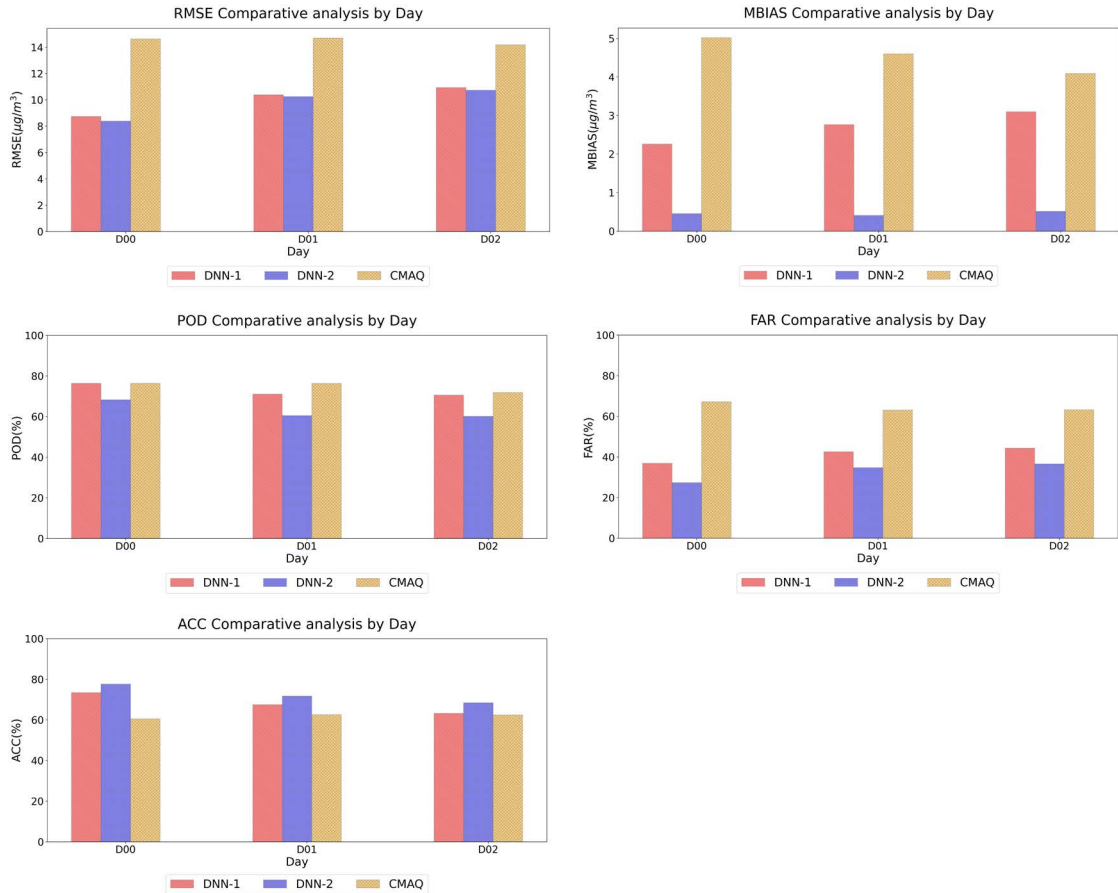 RMSE Comparative analysis by Day
14
12
10
8
6
4
2
0
RMSE(μg/m³)
D00
D01
D02
Day
DNN-1
DNN-2
CMAQ
MBIAS Comparative analysis by Day
5
4
3
2
1
0
MBIAS(μg/m³)
D00
D01
D02
Day
DNN-1
DNN-2
CMAQ
POD Comparative analysis by Day
100
80
60
40
20
0
POD(%)
D00
D01
D02
Day
DNN-1
DNN-2
CMAQ
FAR Comparative analysis by Day
100
80
60
40
20
0
FAR(%)
D00
D01
D02
Day
DNN-1
DNN-2
CMAQ
ACC Comparative analysis by Day
100
80
60
40
20
0
ACC(%)
D00
D01
D02
Day
DNN-1
DNN-2
CMAQ